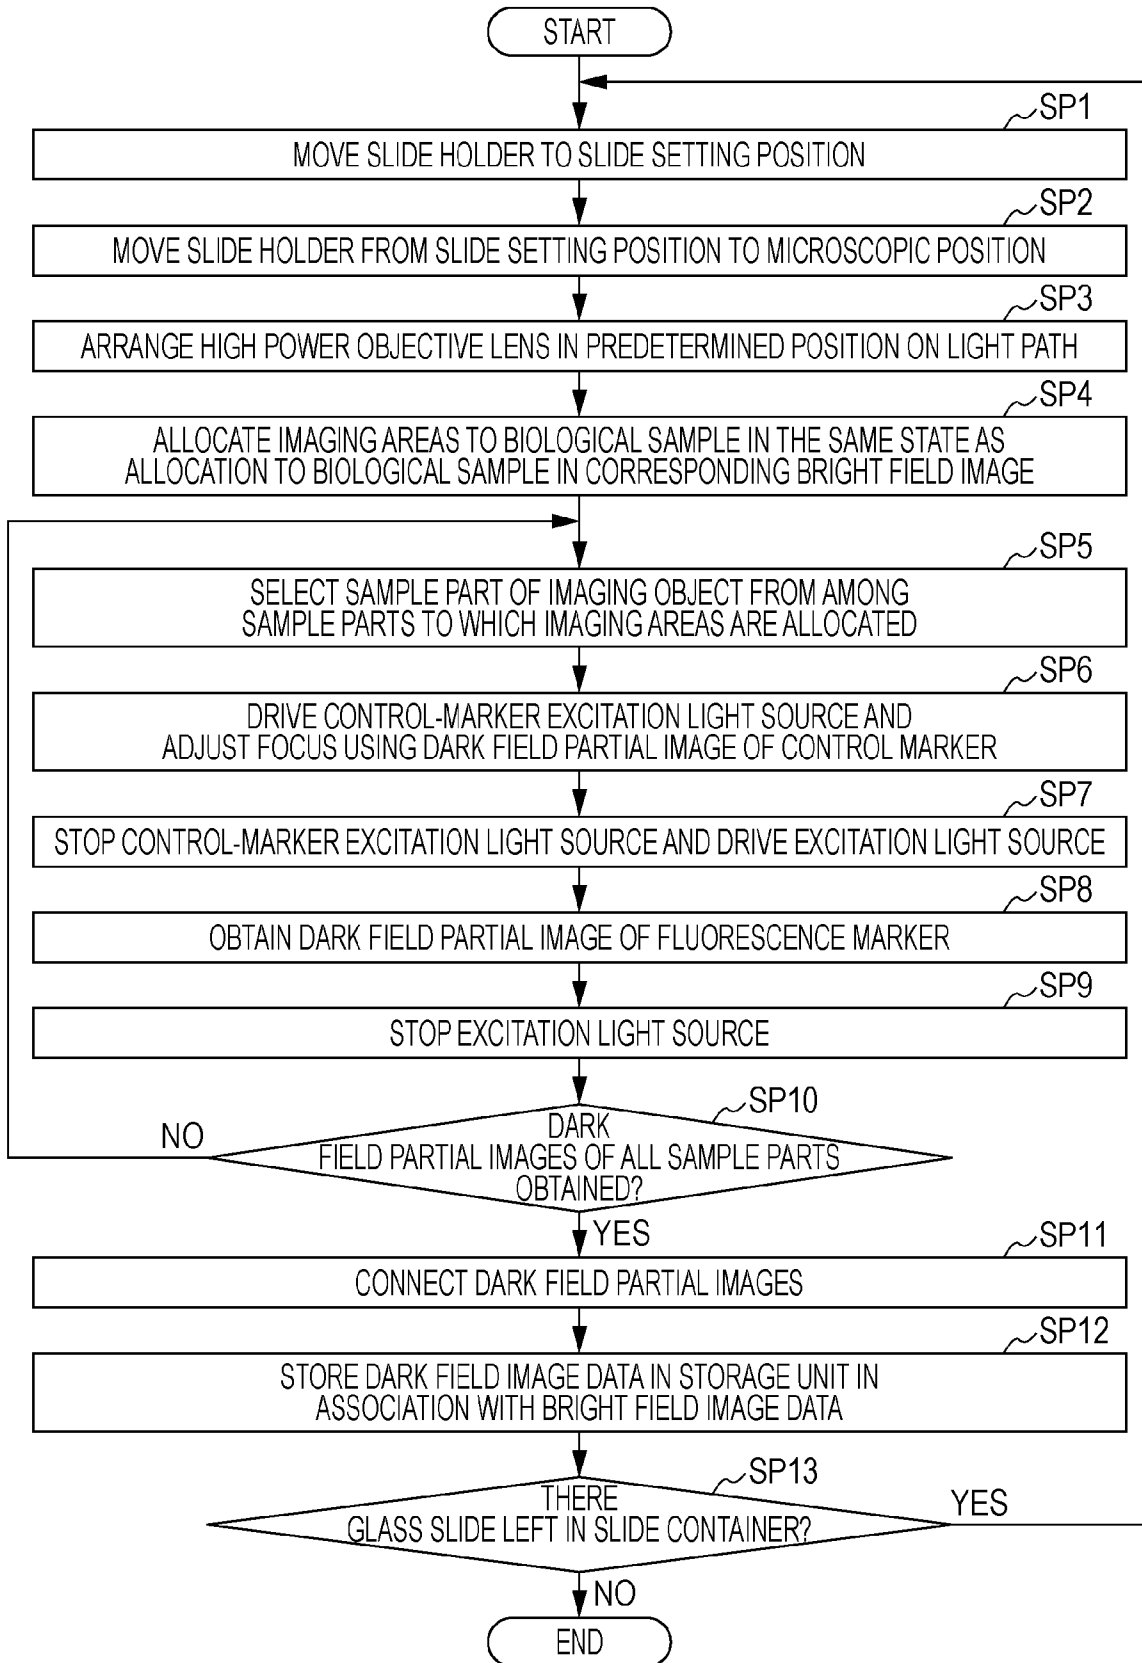 START
SP1
MOVE SLIDE HOLDER TO SLIDE SETTING POSITION
SP2
MOVE SLIDE HOLDER FROM SLIDE SETTING POSITION TO MICROSCOPIC POSITION
SP3
ARRANGE HIGH POWER OBJECTIVE LENS IN PREDETERMINED POSITION ON LIGHT PATH
SP4
ALLOCATE IMAGING AREAS TO BIOLOGICAL SAMPLE IN THE SAME STATE AS
ALLOCATION TO BIOLOGICAL SAMPLE IN CORRESPONDING BRIGHT FIELD IMAGE
SP5
SELECT SAMPLE PART OF IMAGING OBJECT FROM AMONG
SAMPLE PARTS TO WHICH IMAGING AREAS ARE ALLOCATED
SP6
DRIVE CONTROL-MARKER EXCITATION LIGHT SOURCE AND
ADJUST FOCUS USING DARK FIELD PARTIAL IMAGE OF CONTROL MARKER
SP7
STOP CONTROL-MARKER EXCITATION LIGHT SOURCE AND DRIVE EXCITATION LIGHT SOURCE
SP8
OBTAIN DARK FIELD PARTIAL IMAGE OF FLUORESCENCE MARKER
SP9
STOP EXCITATION LIGHT SOURCE
SP10
NO
DARK
FIELD PARTIAL IMAGES OF ALL SAMPLE PARTS
OBTAINED?
YES
SP11
CONNECT DARK FIELD PARTIAL IMAGES
SP12
STORE DARK FIELD IMAGE DATA IN STORAGE UNIT IN
ASSOCIATION WITH BRIGHT FIELD IMAGE DATA
SP13
THERE
GLASS SLIDE LEFT IN SLIDE CONTAINER?
YES
NO
END